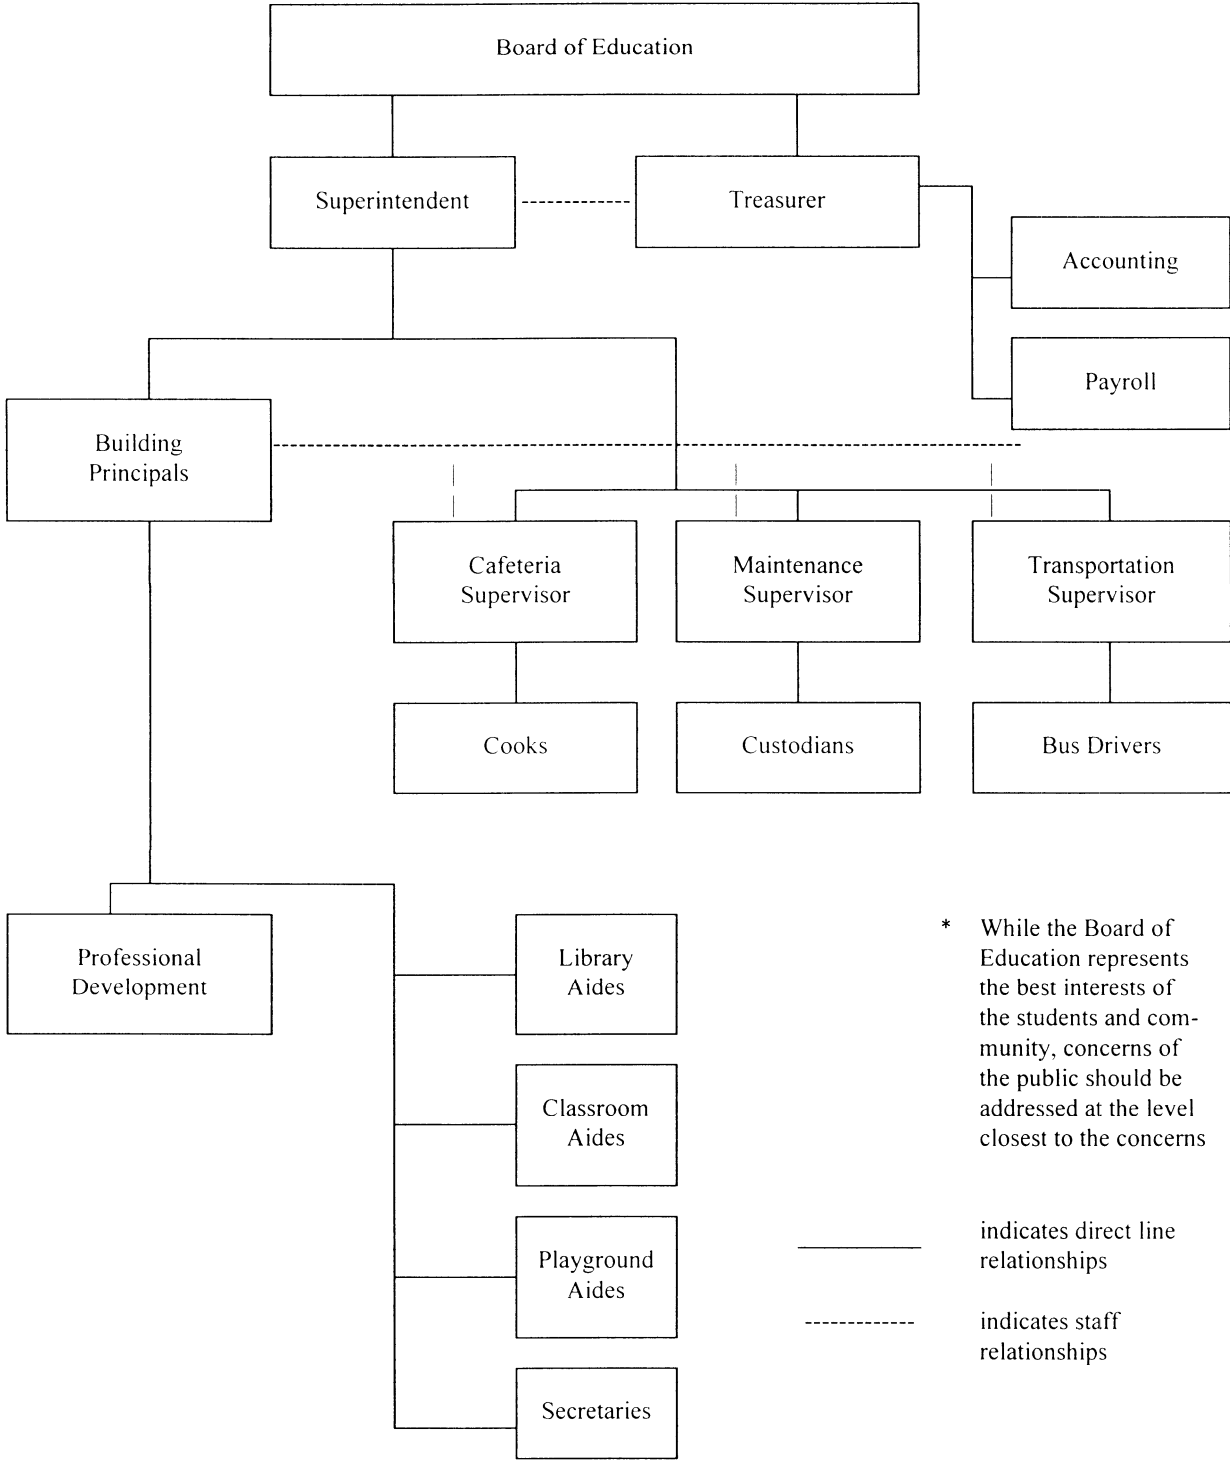 Board of Education
Superintendent
Treasurer
Accounting
Payroll
Building
Principals
Cafeteria
Supervisor
Maintenance
Supervisor
Transportation
Supervisor
Cooks
Custodians
Bus Drivers
Professional
Development
Library
Aides
Classroom
Aides
Playground
Aides
Secretaries
* While the Board of
Education represents
the best interests of
the students and com-
munity, concerns of
the public should be
addressed at the level
closest to the concerns
indicates direct line
relationships
indicates staff
relationships